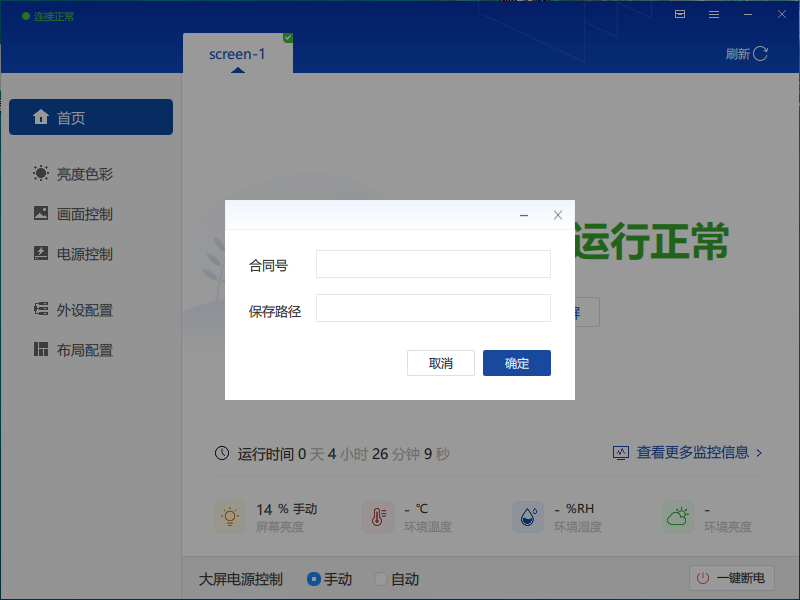 连接正常
screen-1
刷新
首页
亮度色彩
画面控制
电源控制
外设配置
布局配置
运行正常
屏
合同号
保存路径
取消
确定
运行时间 0 天 4 小时 26 分钟 9 秒
查看更多监控信息
14 % 手动
屏幕亮度
- ℃
环境温度
- %RH
环境湿度
-
环境亮度
大屏电源控制
手动
自动
一键断电